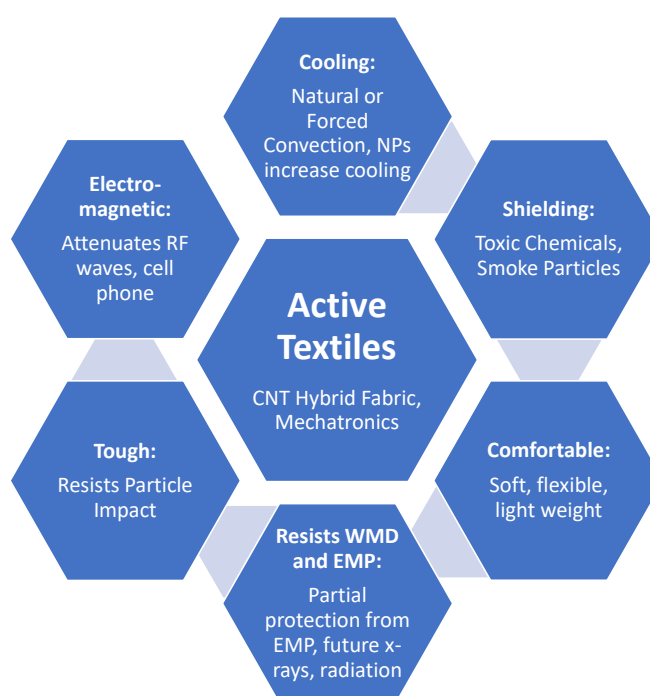 Cooling:
Natural or
Forced
Convection, NPs
increase cooling
Electro-
magnetic:
Attenuates RF
waves, cell
phone
Shielding:
Toxic Chemicals,
Smoke Particles
Active
Textiles
CNT Hybrid Fabric,
Mechatronics
Tough:
Resists Particle
Impact
Comfortable:
Soft, flexible,
light weight
Resists WMD
and EMP:
Partial
protection from
EMP, future x-
rays, radiation